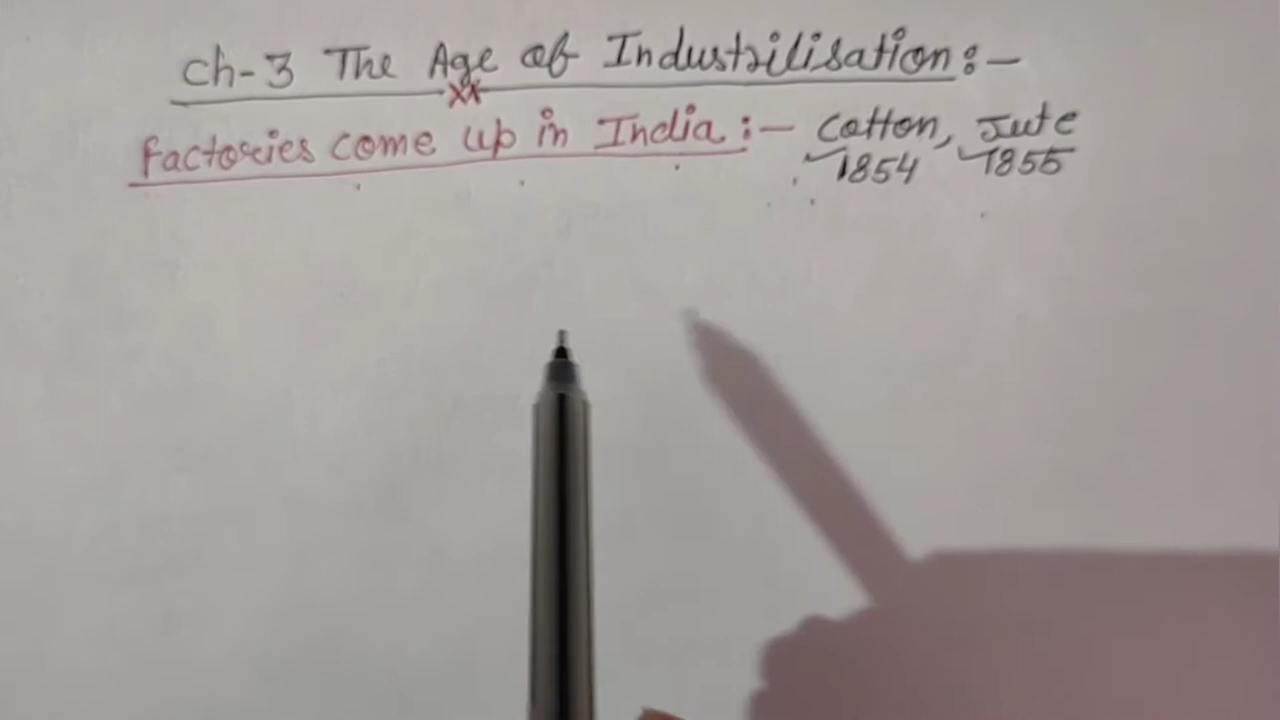 Ch-3 The Age of Industrilisation:-
factories come up in India :- Cotton, Jute
1854 1855